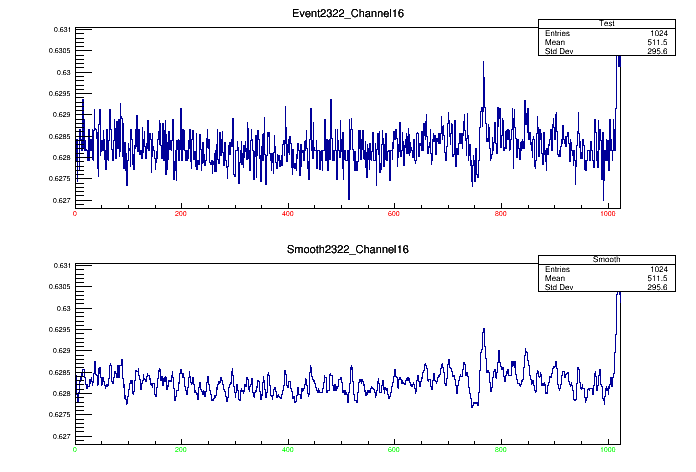 Event2322_Channel16
Test
Entries 1024
Mean 511.5
Std Dev 295.6
0.631
0.6305
0.63
0.6295
0.629
0.6285
0.628
0.6275
0.627
0 200 400 600 800 1000
Smooth2322_Channel16
Smooth
Entries 1024
Mean 511.5
Std Dev 295.6
0.631
0.6305
0.63
0.6295
0.629
0.6285
0.628
0.6275
0.627
0 200 400 600 800 1000